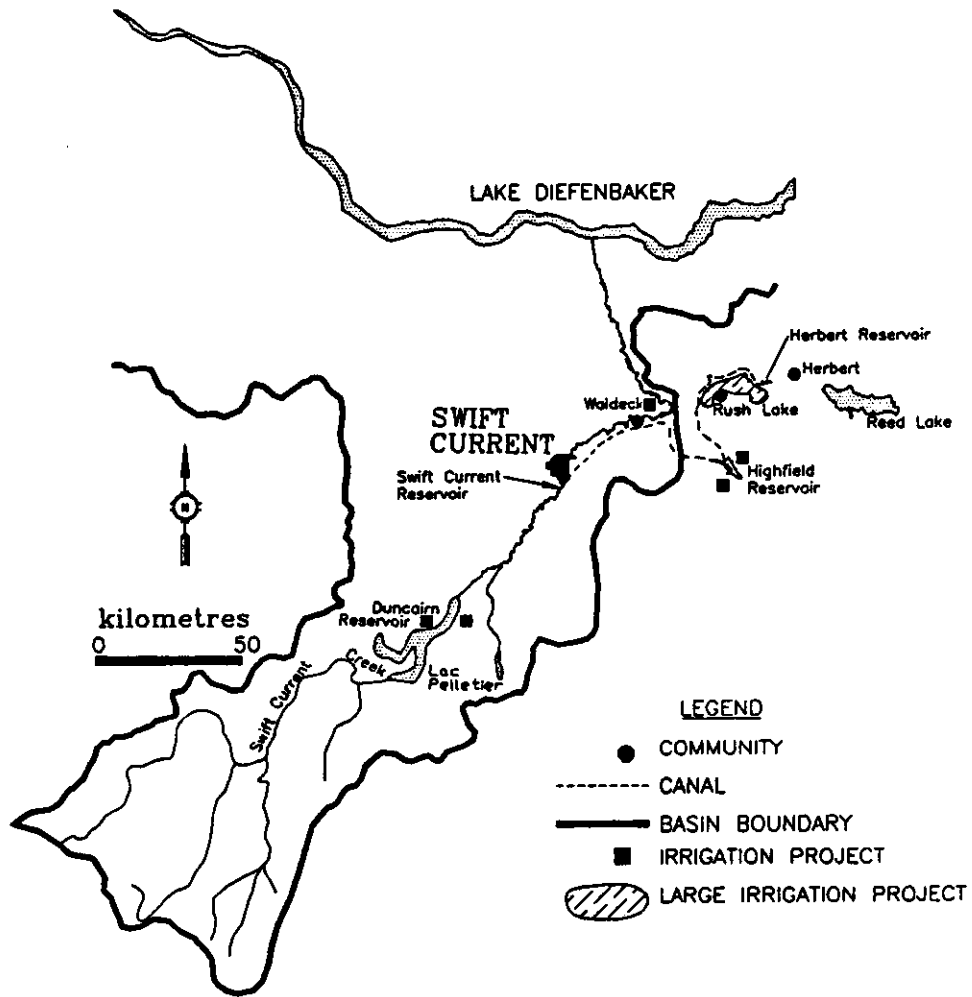 LAKE DIEFENBAKER
Herbert Reservoir
Herbert
Rush Lake
Reed Lake
Waldeck
SWIFT
CURRENT
Swift Current
Reservoir
Highfield
Reservoir
N
kilometres
0 50
Duncairn
Reservoir
Lac
Pelletier
Swift Current Creek
LEGEND
COMMUNITY
CANAL
BASIN BOUNDARY
IRRIGATION PROJECT
LARGE IRRIGATION PROJECT